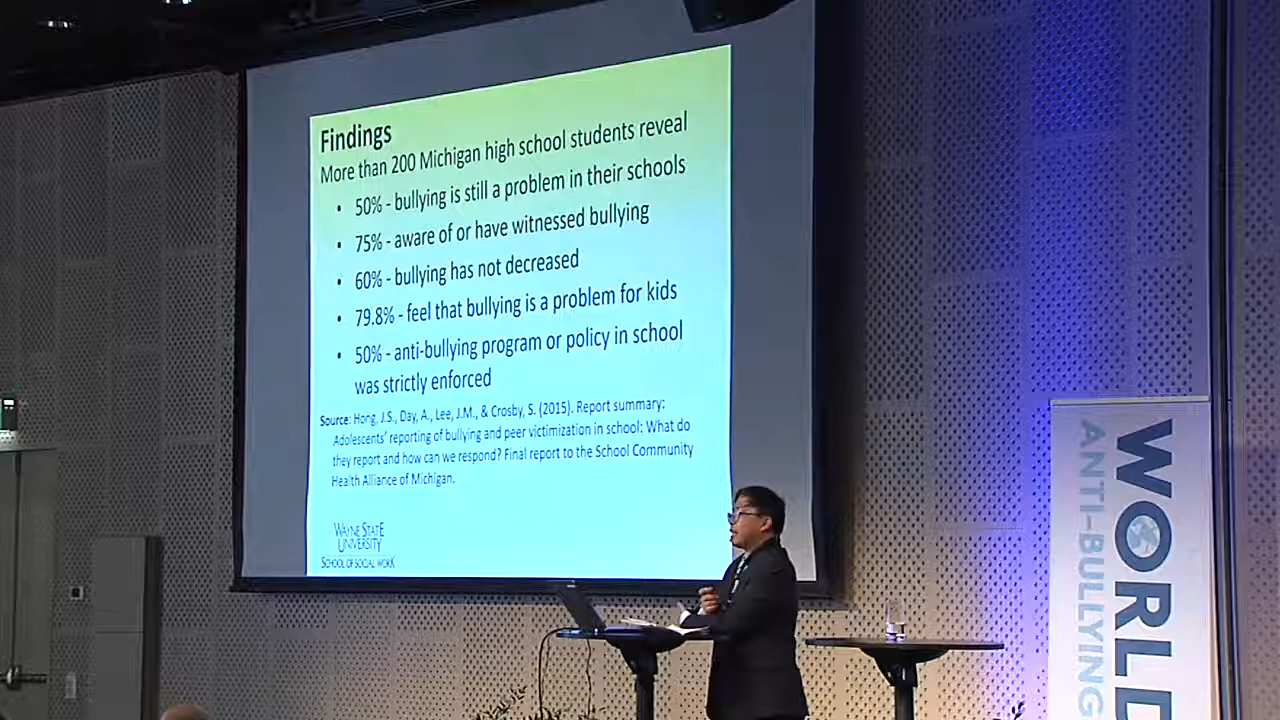 Findings
More than 200 Michigan high school students reveal
• 50% - bullying is still a problem in their schools
• 75% - aware of or have witnessed bullying
• 60% - bullying has not decreased
• 79.8% - feel that bullying is a problem for kids
• 50% - anti-bullying program or policy in school
was strictly enforced
Source: Hong, J.S., Day, A., Lee, J.M., & Crosby, S. (2015). Report summary:
Adolescents' reporting of bullying and peer victimization in school: What do
they report and how can we respond? Final report to the School Community
Health Alliance of Michigan.
WAYNE STATE
UNIVERSITY
SCHOOL OF SOCIAL WORK
WORLD
ANTI-BULLYING